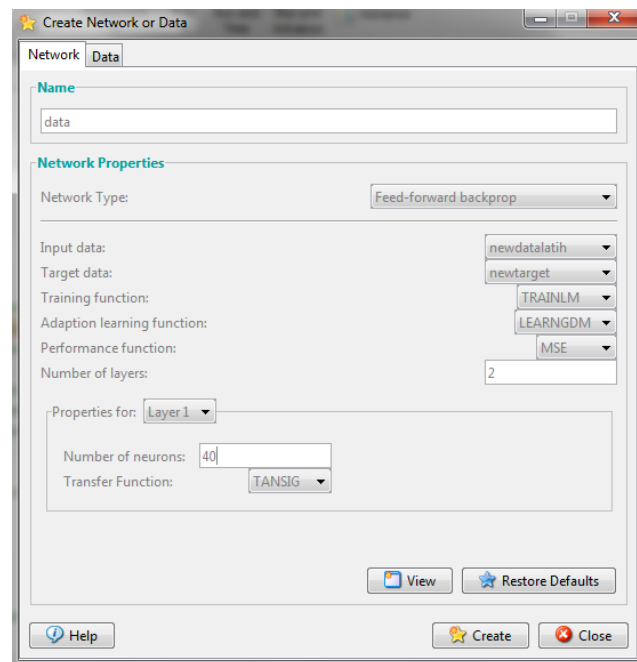 Create Network or Data
Network Data
Name
data
Network Properties
Network Type: Feed-forward backprop
Input data: newdatalatih
Target data: newtarget
Training function: TRAINLM
Adaption learning function: LEARNGDM
Performance function: MSE
Number of layers: 2
Properties for: Layer 1
Number of neurons: 40
Transfer Function: TANSIG
View Restore Defaults
Help Create Close